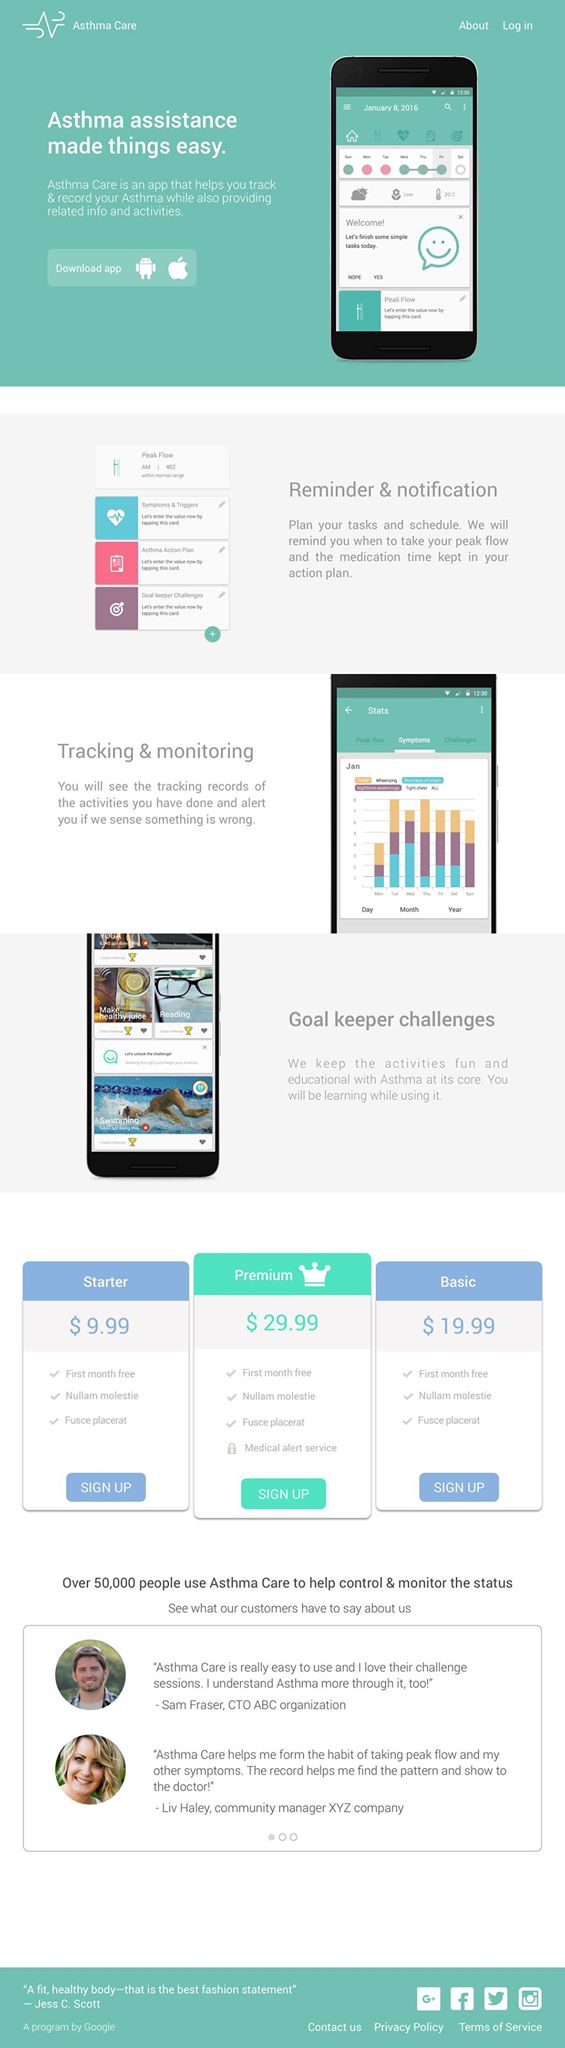 Asthma Care
About
Log in
Asthma assistance
made things easy.
Asthma Care is an app that helps you track
& record your Asthma while also providing
related info and activities.
Download app
12:30
January 8, 2016
Sun Mon Tue Wed Thu Fri Sat
Low
20 C
Welcome!
Let's finish some simple
tasks today.
NOPE YES
Peak Flow
Let's enter the value now by
tapping this card.
Peak Flow
AM | 462
within normal range
Symptoms & Triggers
Let's enter the value now by
tapping this card.
Asthma Action Plan
Let's enter the value now by
tapping this card.
Goal keeper Challenges
Let's enter the value now by
tapping this card.
Reminder & notification
Plan your tasks and schedule. We will
remind you when to take your peak flow
and the medication time kept in your
action plan.
Tracking & monitoring
You will see the tracking records of
the activities you have done and alert
you if we sense something is wrong.
12:30
Stats
Peak flow Symptoms Challenges
Jan
Wheezing Shortness of breath
Nighttime awakenings Tight chest ALL
8
7
6
5
4
3
2
1
Mon Tue Wed Thu Fri Sat Sun
Day Month Year
YOGA
1 week challenge
Make
healthy juice
Reading
Let's unlock the challenge!
Swimming
1 week challenge
Goal keeper challenges
We keep the activities fun and
educational with Asthma at its core. You
will be learning while using it.
Starter
$ 9.99
First month free
Nullam molestie
Fusce placerat
SIGN UP
Premium
$ 29.99
First month free
Nullam molestie
Fusce placerat
Medical alert service
SIGN UP
Basic
$ 19.99
First month free
Nullam molestie
Fusce placerat
SIGN UP
Over 50,000 people use Asthma Care to help control & monitor the status
See what our customers have to say about us
“Asthma Care is really easy to use and I love their challenge
sessions. I understand Asthma more through it, too!”
- Sam Fraser, CTO ABC organization
“Asthma Care helps me form the habit of taking peak flow and my
other symptoms. The record helps me find the pattern and show to
the doctor!”
- Liv Haley, community manager XYZ company
“A fit, healthy body—that is the best fashion statement”
— Jess C. Scott
A program by Google
G+
Contact us Privacy Policy Terms of Service